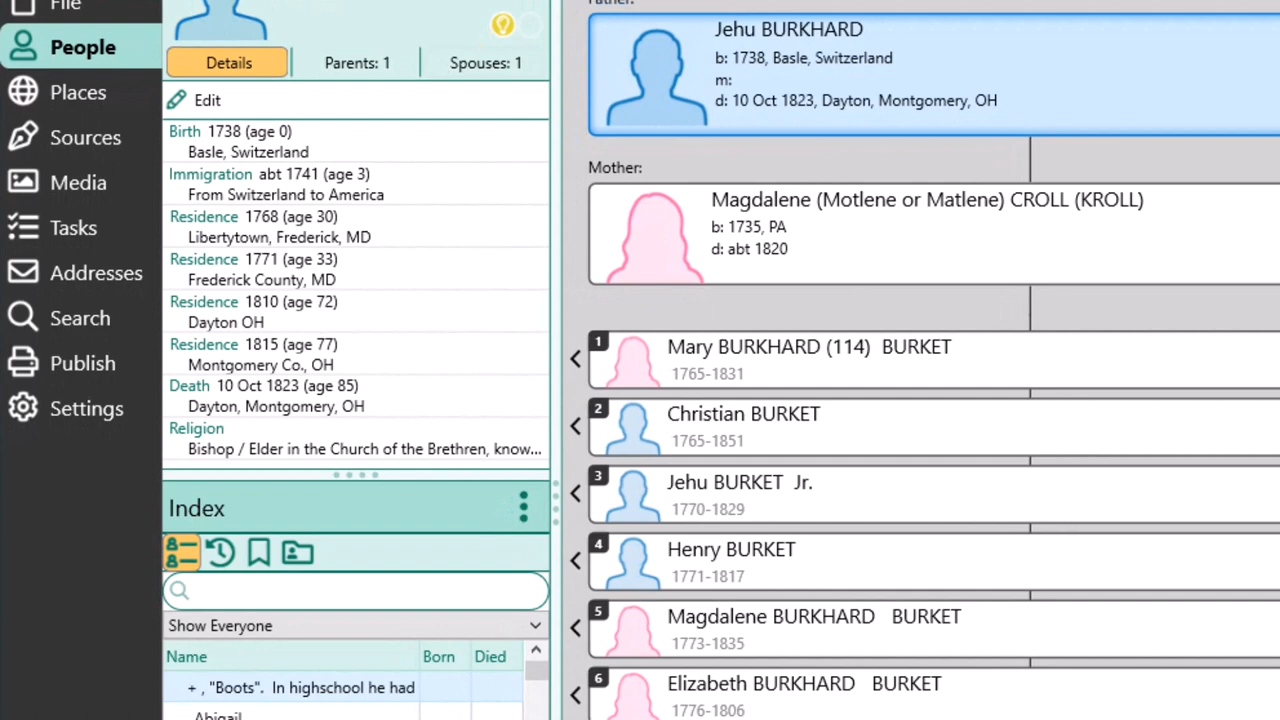 File
People
Places
Sources
Media
Tasks
Addresses
Search
Publish
Settings
Details
Parents: 1
Spouses: 1
Edit
Birth 1738 (age 0)
Basle, Switzerland
Immigration abt 1741 (age 3)
From Switzerland to America
Residence 1768 (age 30)
Libertytown, Frederick, MD
Residence 1771 (age 33)
Frederick County, MD
Residence 1810 (age 72)
Dayton OH
Residence 1815 (age 77)
Montgomery Co., OH
Death 10 Oct 1823 (age 85)
Dayton, Montgomery, OH
Religion
Bishop / Elder in the Church of the Brethren, know...
Index
Show Everyone
Name Born Died
+ , "Boots". In highschool he had
Abigail
Father:
Jehu BURKHARD
b: 1738, Basle, Switzerland
m:
d: 10 Oct 1823, Dayton, Montgomery, OH
Mother:
Magdalene (Motlene or Matlene) CROLL (KROLL)
b: 1735, PA
d: abt 1820
1 Mary BURKHARD (114) BURKET
1765-1831
2 Christian BURKET
1765-1851
3 Jehu BURKET Jr.
1770-1829
4 Henry BURKET
1771-1817
5 Magdalene BURKHARD BURKET
1773-1835
6 Elizabeth BURKHARD BURKET
1776-1806